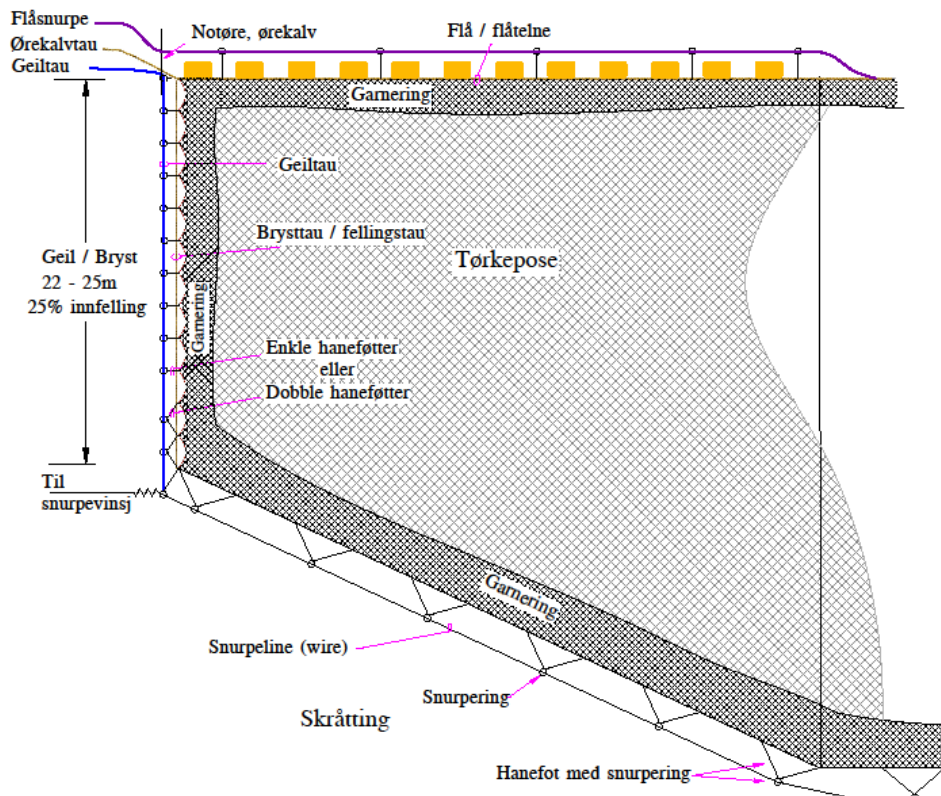 Flåsnurpe
Notøre, ørekalv
Flå / flåtelne
Ørekalvtau
Geiltau
Garnering
Geiltau
Brysttau / fellingstau
Geil / Bryst
22 - 25m
25% innfelling
Tørkepose
Garnering
Enkle haneføtter
eller
Dobble haneføtter
Til
snurpevinsj
Garnering
Snurpeline (wire)
Snurpering
Skråtting
Hanefot med snurpering